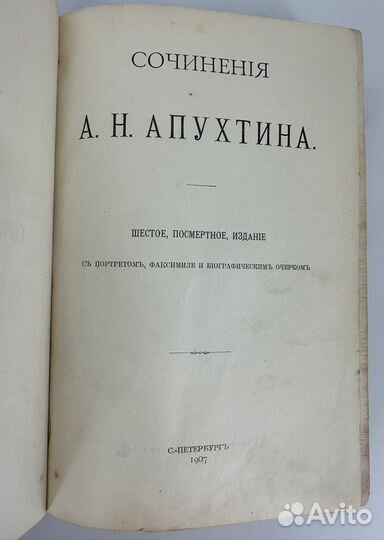 СОЧИНЕНІЯ
А. Н. АПУХТИНА.
ШЕСТОЕ, ПОСМЕРТНОЕ, ИЗДАНІЕ
СЪ ПОРТРЕТОМЪ, ФАКСИМИЛЕ И БІОГРАФИЧЕСКИМЪ ОЧЕРКОМЪ
С.-ПЕТЕРБУРГЪ
1907
Avito